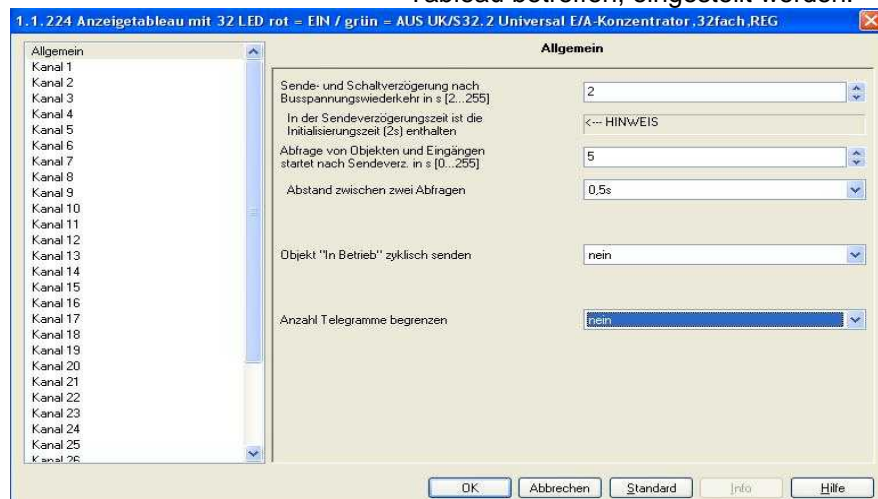 Tableau betreffen, eingestellt werden.
1.1.224 Anzeigetableau mit 32 LED rot = EIN / grün = AUS UK/S32.2 Universal E/A-Konzentrator,32fach,REG
Allgemein
Kanal 1
Kanal 2
Kanal 3
Kanal 4
Kanal 5
Kanal 6
Kanal 7
Kanal 8
Kanal 9
Kanal 10
Kanal 11
Kanal 12
Kanal 13
Kanal 14
Kanal 15
Kanal 16
Kanal 17
Kanal 18
Kanal 19
Kanal 20
Kanal 21
Kanal 22
Kanal 23
Kanal 24
Kanal 25
Kanal 26
Allgemein
Sende- und Schaltverzögerung nach
Busspannungswiederkehr in s [2...255]
2
In der Sendeverzögerungszeit ist die
Initialisierungszeit (2s) enthalten
<--- HINWEIS
Abfrage von Objekten und Eingängen
startet nach Sendeverz. in s [0...255]
5
Abstand zwischen zwei Abfragen
0,5s
Objekt "In Betrieb" zyklisch senden
nein
Anzahl Telegramme begrenzen
nein
OK
Abbrechen
Standard
Info
Hilfe